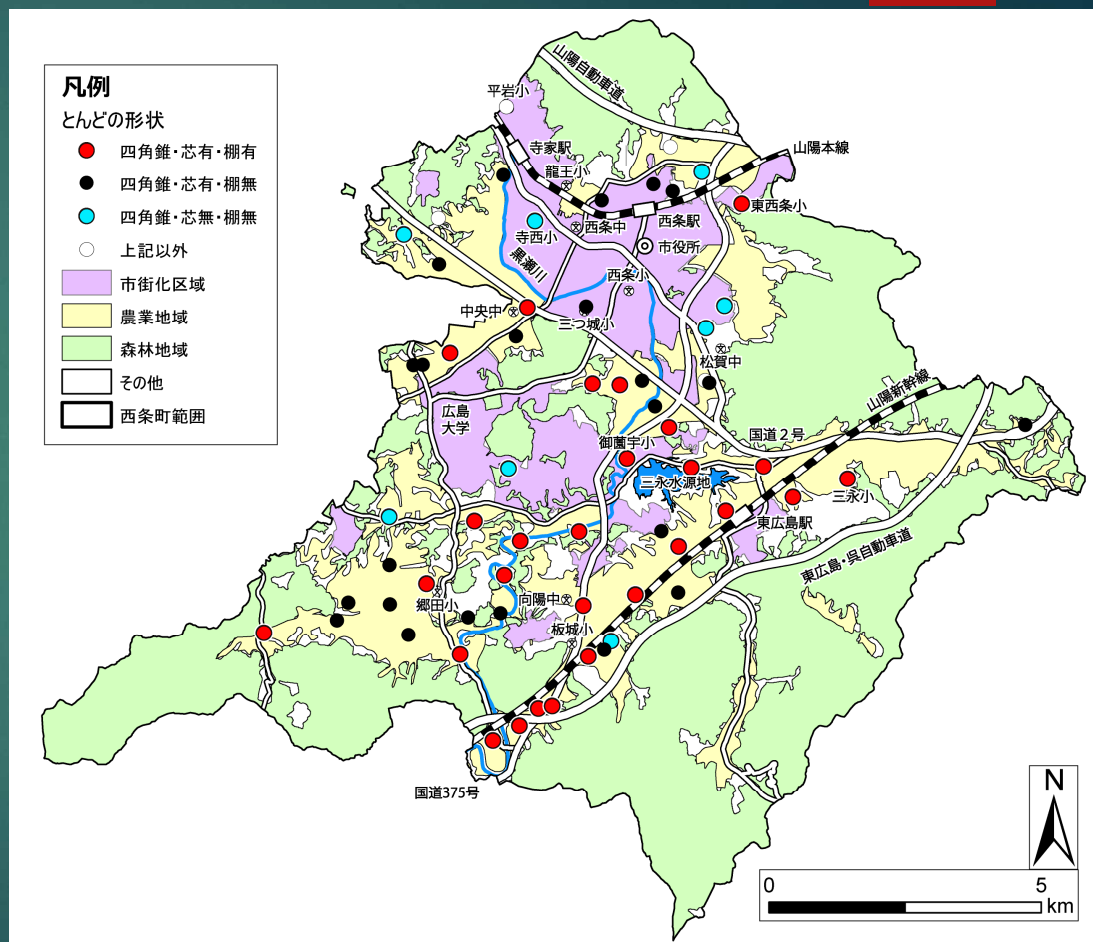 凡例
とんどの形状
四角錐・芯有・棚有
四角錐・芯有・棚無
四角錐・芯無・棚無
上記以外
市街化区域
農業地域
森林地域
その他
西条町範囲
山陽自動車道
平岩小
寺家駅
龍王小
山陽本線
東西条小
西条駅
西条中
寺西小
市役所
黒瀬川
西条小
中央中
三つ城小
松賀中
山陽新幹線
広島
大学
国道2号
御薗宇小
三永水源地
三永小
東広島駅
東広島・呉自動車道
郷田小
向陽中
板城小
国道375号
N
0
5
km